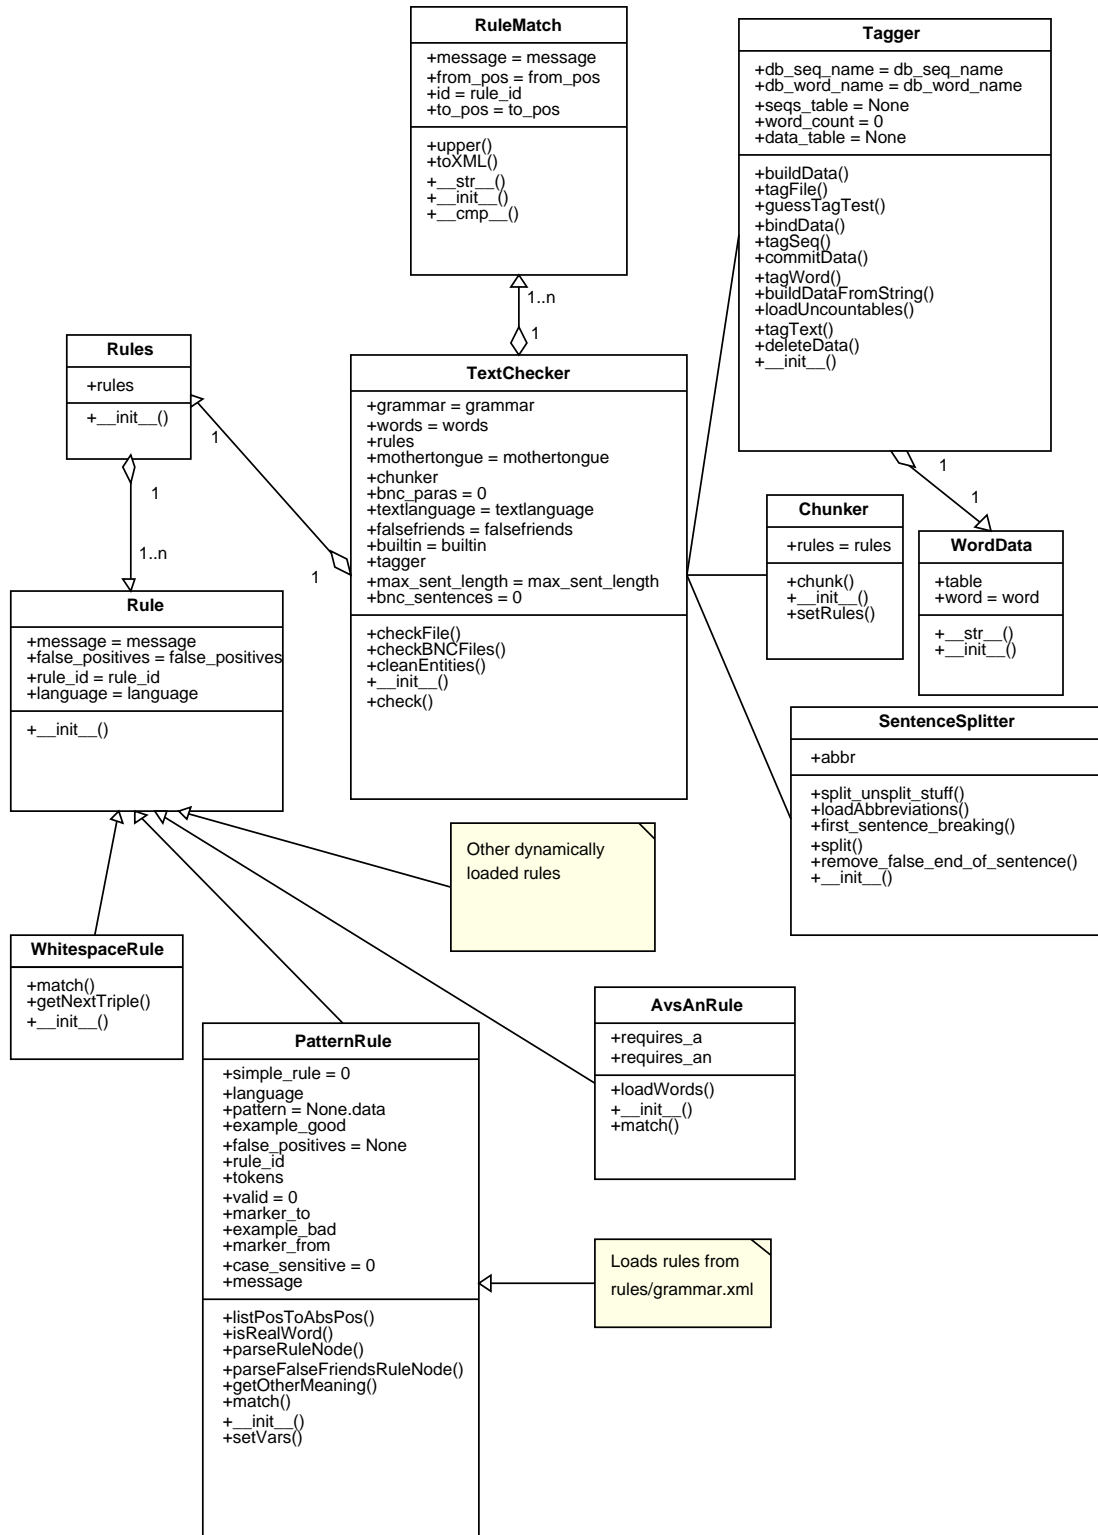 RuleMatch
+message = message
+from_pos = from_pos
+id = rule_id
+to_pos = to_pos
+upper()
+toXML()
+__str__()
+__init__()
+__cmp__()
Tagger
+db_seq_name = db_seq_name
+db_word_name = db_word_name
+seqs_table = None
+word_count = 0
+data_table = None
+buildData()
+tagFile()
+guessTagTest()
+bindData()
+tagSeq()
+commitData()
+tagWord()
+buildDataFromString()
+loadUncountables()
+tagText()
+deleteData()
+__init__()
1..n
1
Rules
+rules
+__init__()
1
1
1
1..n
TextChecker
+grammar = grammar
+words = words
+rules
+mothertongue = mothertongue
+chunker
+bnc_paras = 0
+textlanguage = textlanguage
+falsefriends = falsefriends
+builtin = builtin
+tagger
+max_sent_length = max_sent_length
+bnc_sentences = 0
+checkFile()
+checkBNCFiles()
+cleanEntities()
+__init__()
+check()
1
1
Chunker
+rules = rules
+chunk()
+__init__()
+setRules()
WordData
+table
+word = word
+__str__()
+__init__()
Rule
+message = message
+false_positives = false_positives
+rule_id = rule_id
+language = language
+__init__()
SentenceSplitter
+abbr
+split_unsplit_stuff()
+loadAbbreviations()
+first_sentence_breaking()
+split()
+remove_false_end_of_sentence()
+__init__()
Other dynamically
loaded rules
WhitespaceRule
+match()
+getNextTriple()
+__init__()
PatternRule
+simple_rule = 0
+language
+pattern = None.data
+example_good
+false_positives = None
+rule_id
+tokens
+valid = 0
+marker_to
+example_bad
+marker_from
+case_sensitive = 0
+message
+listPosToAbsPos()
+isRealWord()
+parseRuleNode()
+parseFalseFriendsRuleNode()
+getOtherMeaning()
+match()
+__init__()
+setVars()
AvsAnRule
+requires_a
+requires_an
+loadWords()
+__init__()
+match()
Loads rules from
rules/grammar.xml